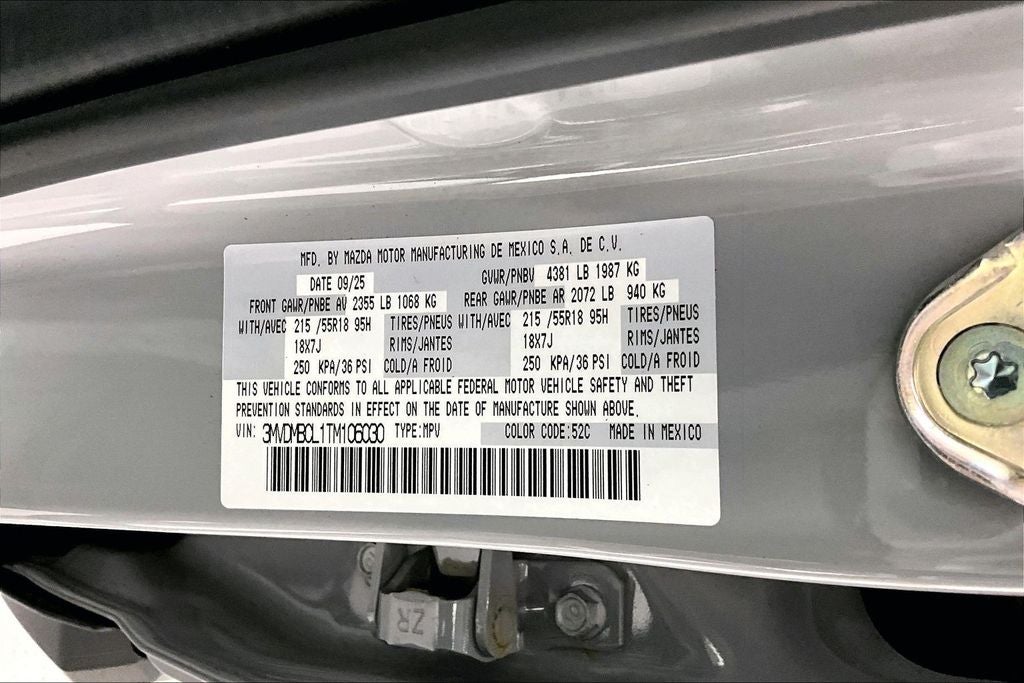 MFD. BY MAZDA MOTOR MANUFACTURING DE MEXICO S.A. DE C.V.
DATE 09/25 GVWR/PNBV 4381 LB 1987 KG
FRONT GAWR/PNBE AV 2355 LB 1068 KG REAR GAWR/PNBE AR 2072 LB 940 KG
WITH/AVEC 215 /55R18 95H TIRES/PNEUS WITH/AVEC 215 /55R18 95H TIRES/PNEUS
18X7J RIMS/JANTES 18X7J RIMS/JANTES
250 KPA/36 PSI COLD/A FROID 250 KPA/36 PSI COLD/A FROID
THIS VEHICLE CONFORMS TO ALL APPLICABLE FEDERAL MOTOR VEHICLE SAFETY AND THEFT
PREVENTION STANDARDS IN EFFECT ON THE DATE OF MANUFACTURE SHOWN ABOVE.
VIN: 3MVDMBCL1TM106030 TYPE:MPV COLOR CODE:52C MADE IN MEXICO
ZR